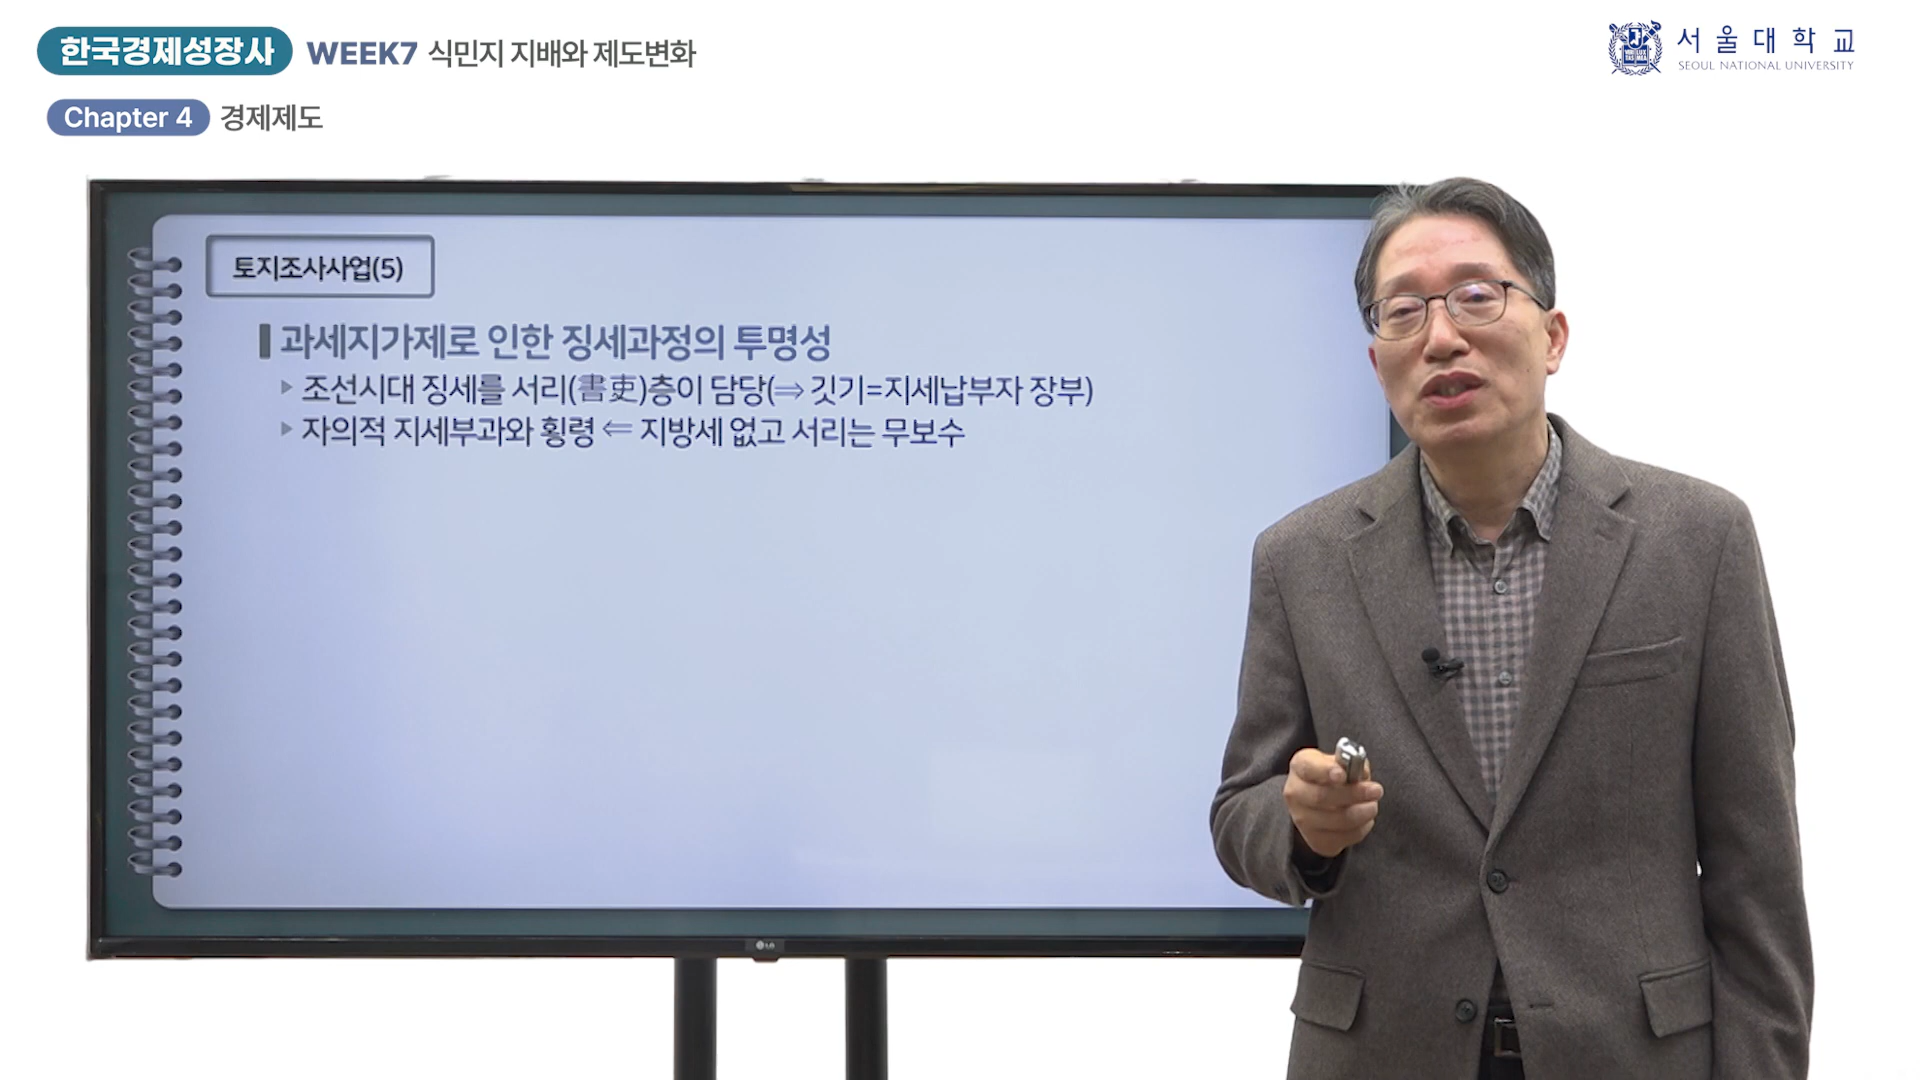 한국경제성장사 WEEK7 식민지 지배와 제도변화
서울대학교
SEOUL NATIONAL UNIVERSITY
Chapter 4 경제제도
토지조사사업(5)
과세지가제로 인한 징세과정의 투명성
▸ 조선시대 징세를 서리(書吏)층이 담당(⇒ 깃기=지세납부자 장부)
▸ 자의적 지세부과와 횡령 ⇐ 지방세 없고 서리는 무보수
LG